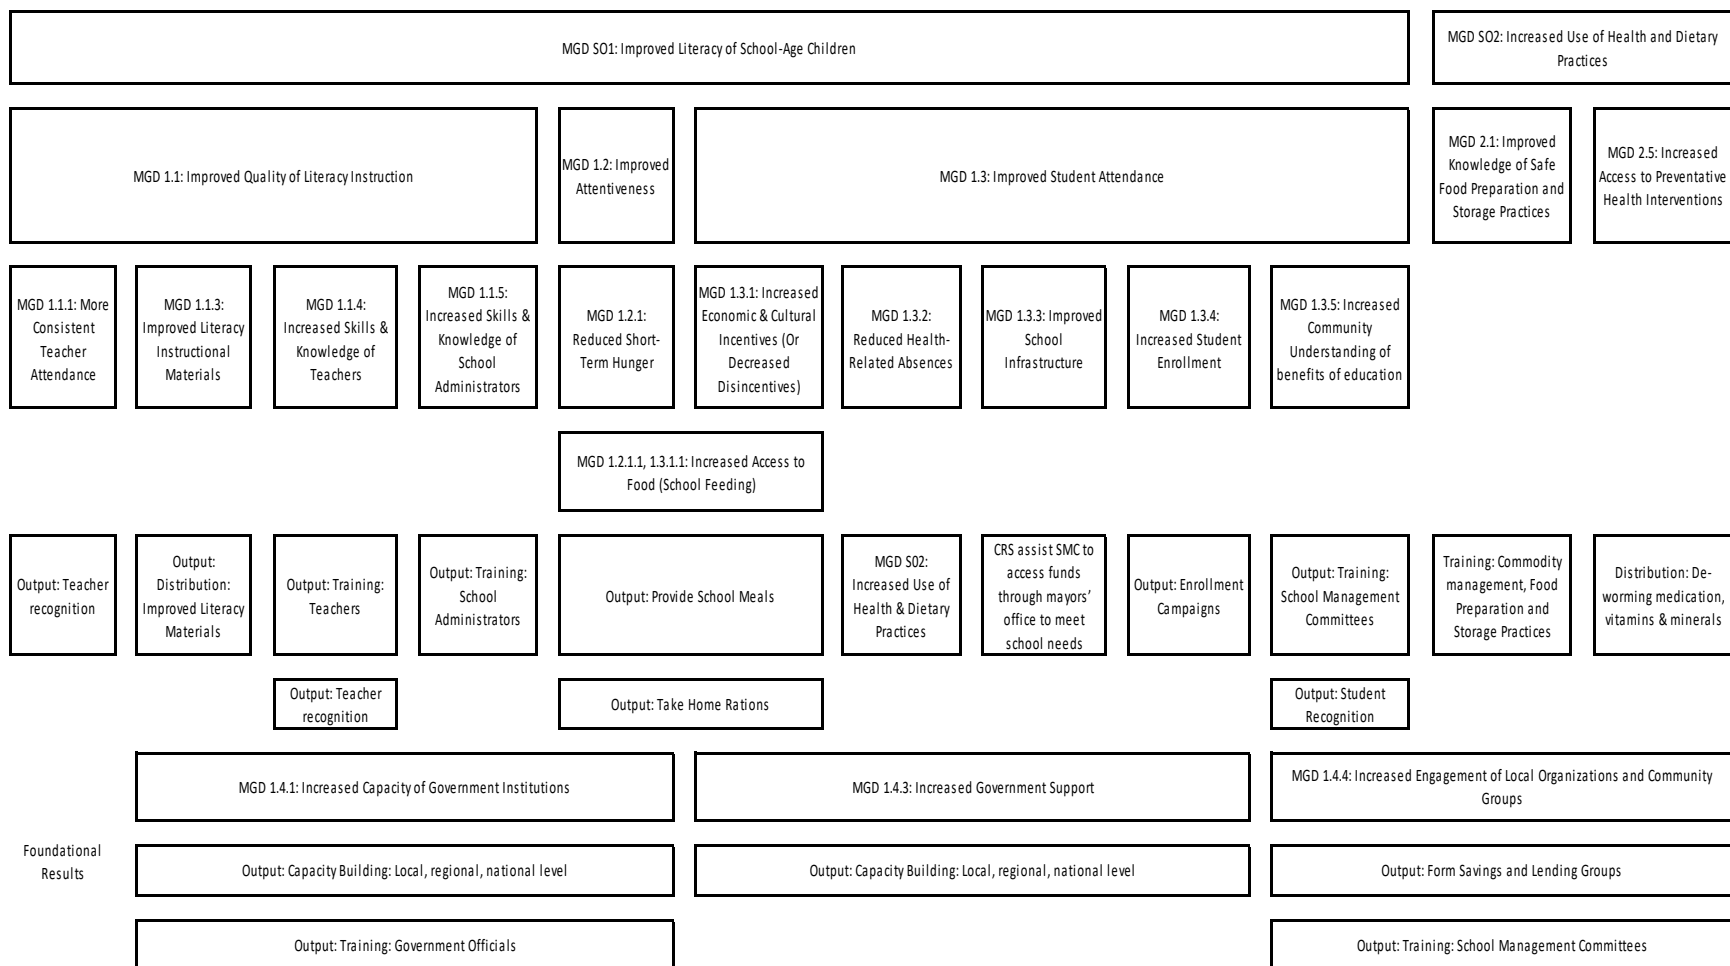 MGD SO1: Improved Literacy of School-Age Children
MGD SO2: Increased Use of Health and Dietary
Practices
MGD 1.1: Improved Quality of Literacy Instruction
MGD 1.2: Improved
Attentiveness
MGD 1.3: Improved Student Attendance
MGD 2.1: Improved
Knowledge of Safe
Food Preparation and
Storage Practices
MGD 2.5: Increased
Access to Preventative
Health Interventions
MGD 1.1.1: More
Consistent
Teacher
Attendance
MGD 1.1.3:
Improved Literacy
Instructional
Materials
MGD 1.1.4:
Increased Skills &
Knowledge of
Teachers
MGD 1.1.5:
Increased Skills &
Knowledge of
School
Administrators
MGD 1.2.1:
Reduced Short-
Term Hunger
MGD 1.3.1: Increased
Economic & Cultural
Incentives (Or
Decreased
Disincentives)
MGD 1.3.2:
Reduced Health-
Related Absences
MGD 1.3.3: Improved
School
Infrastructure
MGD 1.3.4:
Increased Student
Enrollment
MGD 1.3.5: Increased
Community
Understanding of
benefits of education
MGD 1.2.1.1, 1.3.1.1: Increased Access to
Food (School Feeding)
Output: Teacher
recognition
Output:
Distribution:
Improved Literacy
Materials
Output: Training:
Teachers
Output: Training:
School
Administrators
Output: Provide School Meals
MGD S02:
Increased Use of
Health & Dietary
Practices
CRS assist SMC to
access funds
through mayors’
office to meet
school needs
Output: Enrollment
Campaigns
Output: Training:
School Management
Committees
Training: Commodity
management, Food
Preparation and
Storage Practices
Distribution: De-
worming medication,
vitamins & minerals
Output: Teacher
recognition
Output: Take Home Rations
Output: Student
Recognition
MGD 1.4.1: Increased Capacity of Government Institutions
MGD 1.4.3: Increased Government Support
MGD 1.4.4: Increased Engagement of Local Organizations and Community
Groups
Foundational
Results
Output: Capacity Building: Local, regional, national level
Output: Capacity Building: Local, regional, national level
Output: Form Savings and Lending Groups
Output: Training: Government Officials
Output: Training: School Management Committees